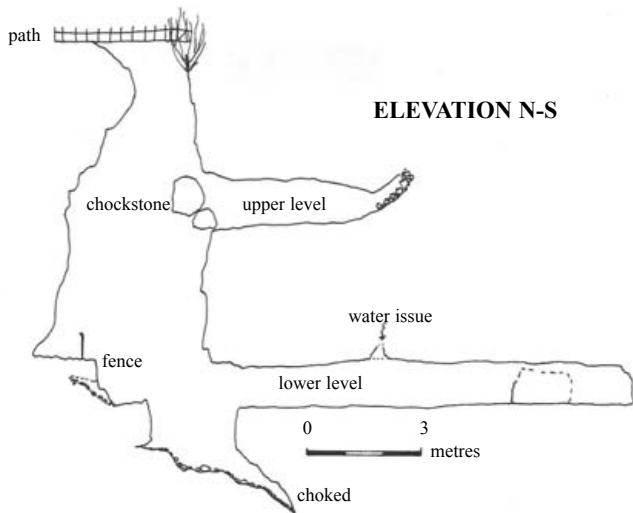 path
ELEVATION N-S
chockstone
upper level
water issue
fence
lower level
0 3
metres
choked